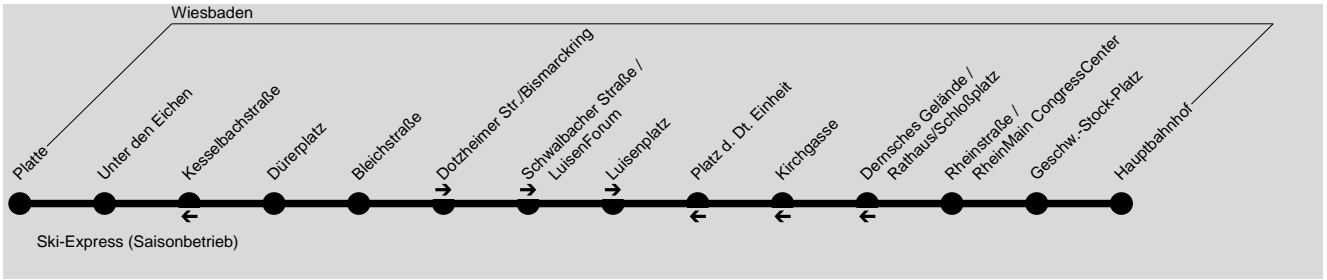 Wiesbaden
Platte
Unter den Eichen
Kesselbachstraße
Dürerplatz
Bleichstraße
Dotzheimer Str./Bismarckring
Schwalbacher Straße /
LuisenForum
Luisenplatz
Platz d. Dt. Einheit
Kirchgasse
Dernsches Gelände /
Rathaus/Schloßplatz
Rheinstraße /
RheinMain CongressCenter
Geschw.-Stock-Platz
Hauptbahnhof
Ski-Express (Saisonbetrieb)